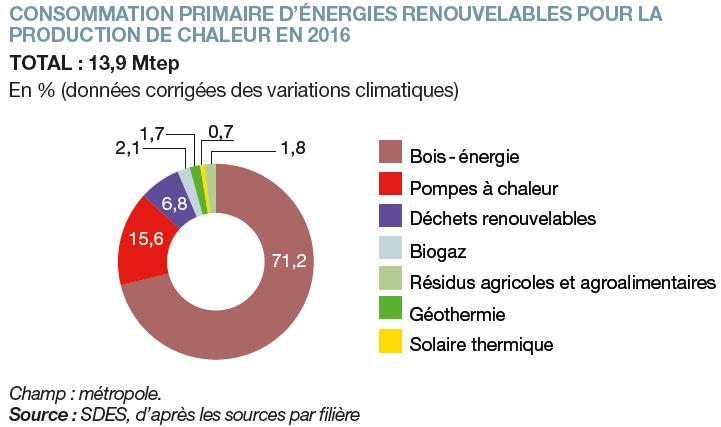 CONSOMMATION PRIMAIRE D'ÉNERGIES RENOUVELABLES POUR LA
PRODUCTION DE CHALEUR EN 2016
TOTAL : 13,9 Mtep
En % (données corrigées des variations climatiques)
2,1
1,7
0,7
1,8
6,8
15,6
71,2
Bois - énergie
Pompes à chaleur
Déchets renouvelables
Biogaz
Résidus agricoles et agroalimentaires
Géothermie
Solaire thermique
Champ : métropole.
Source : SDES, d'après les sources par filière